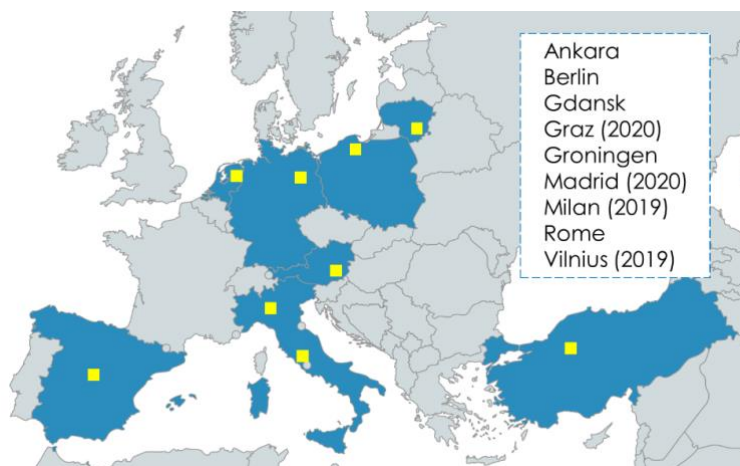 Ankara
Berlin
Gdansk
Graz (2020)
Groningen
Madrid (2020)
Milan (2019)
Rome
Vilnius (2019)